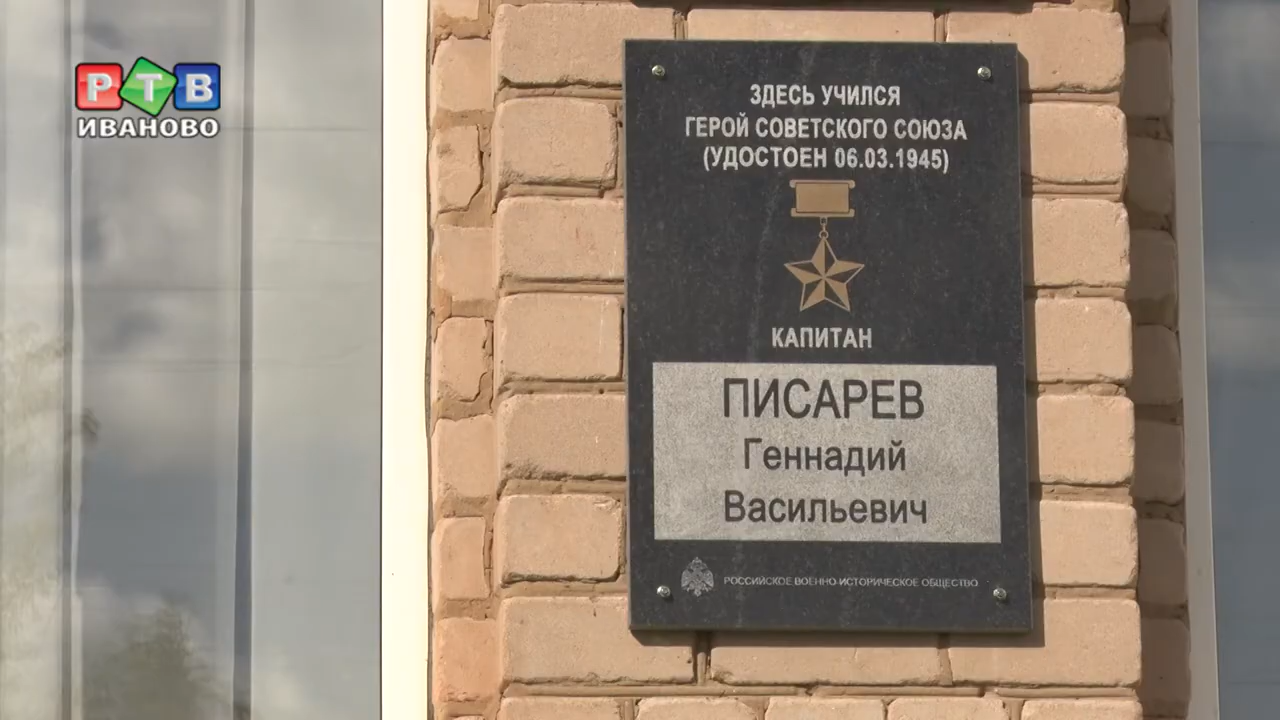 РТВ
ИВАНОВО
ЗДЕСЬ УЧИЛСЯ
ГЕРОЙ СОВЕТСКОГО СОЮЗА
(УДОСТОЕН 06.03.1945)
КАПИТАН
ПИСАРЕВ
Геннадий
Васильевич
РОССИЙСКОЕ ВОЕННО-ИСТОРИЧЕСКОЕ ОБЩЕСТВО